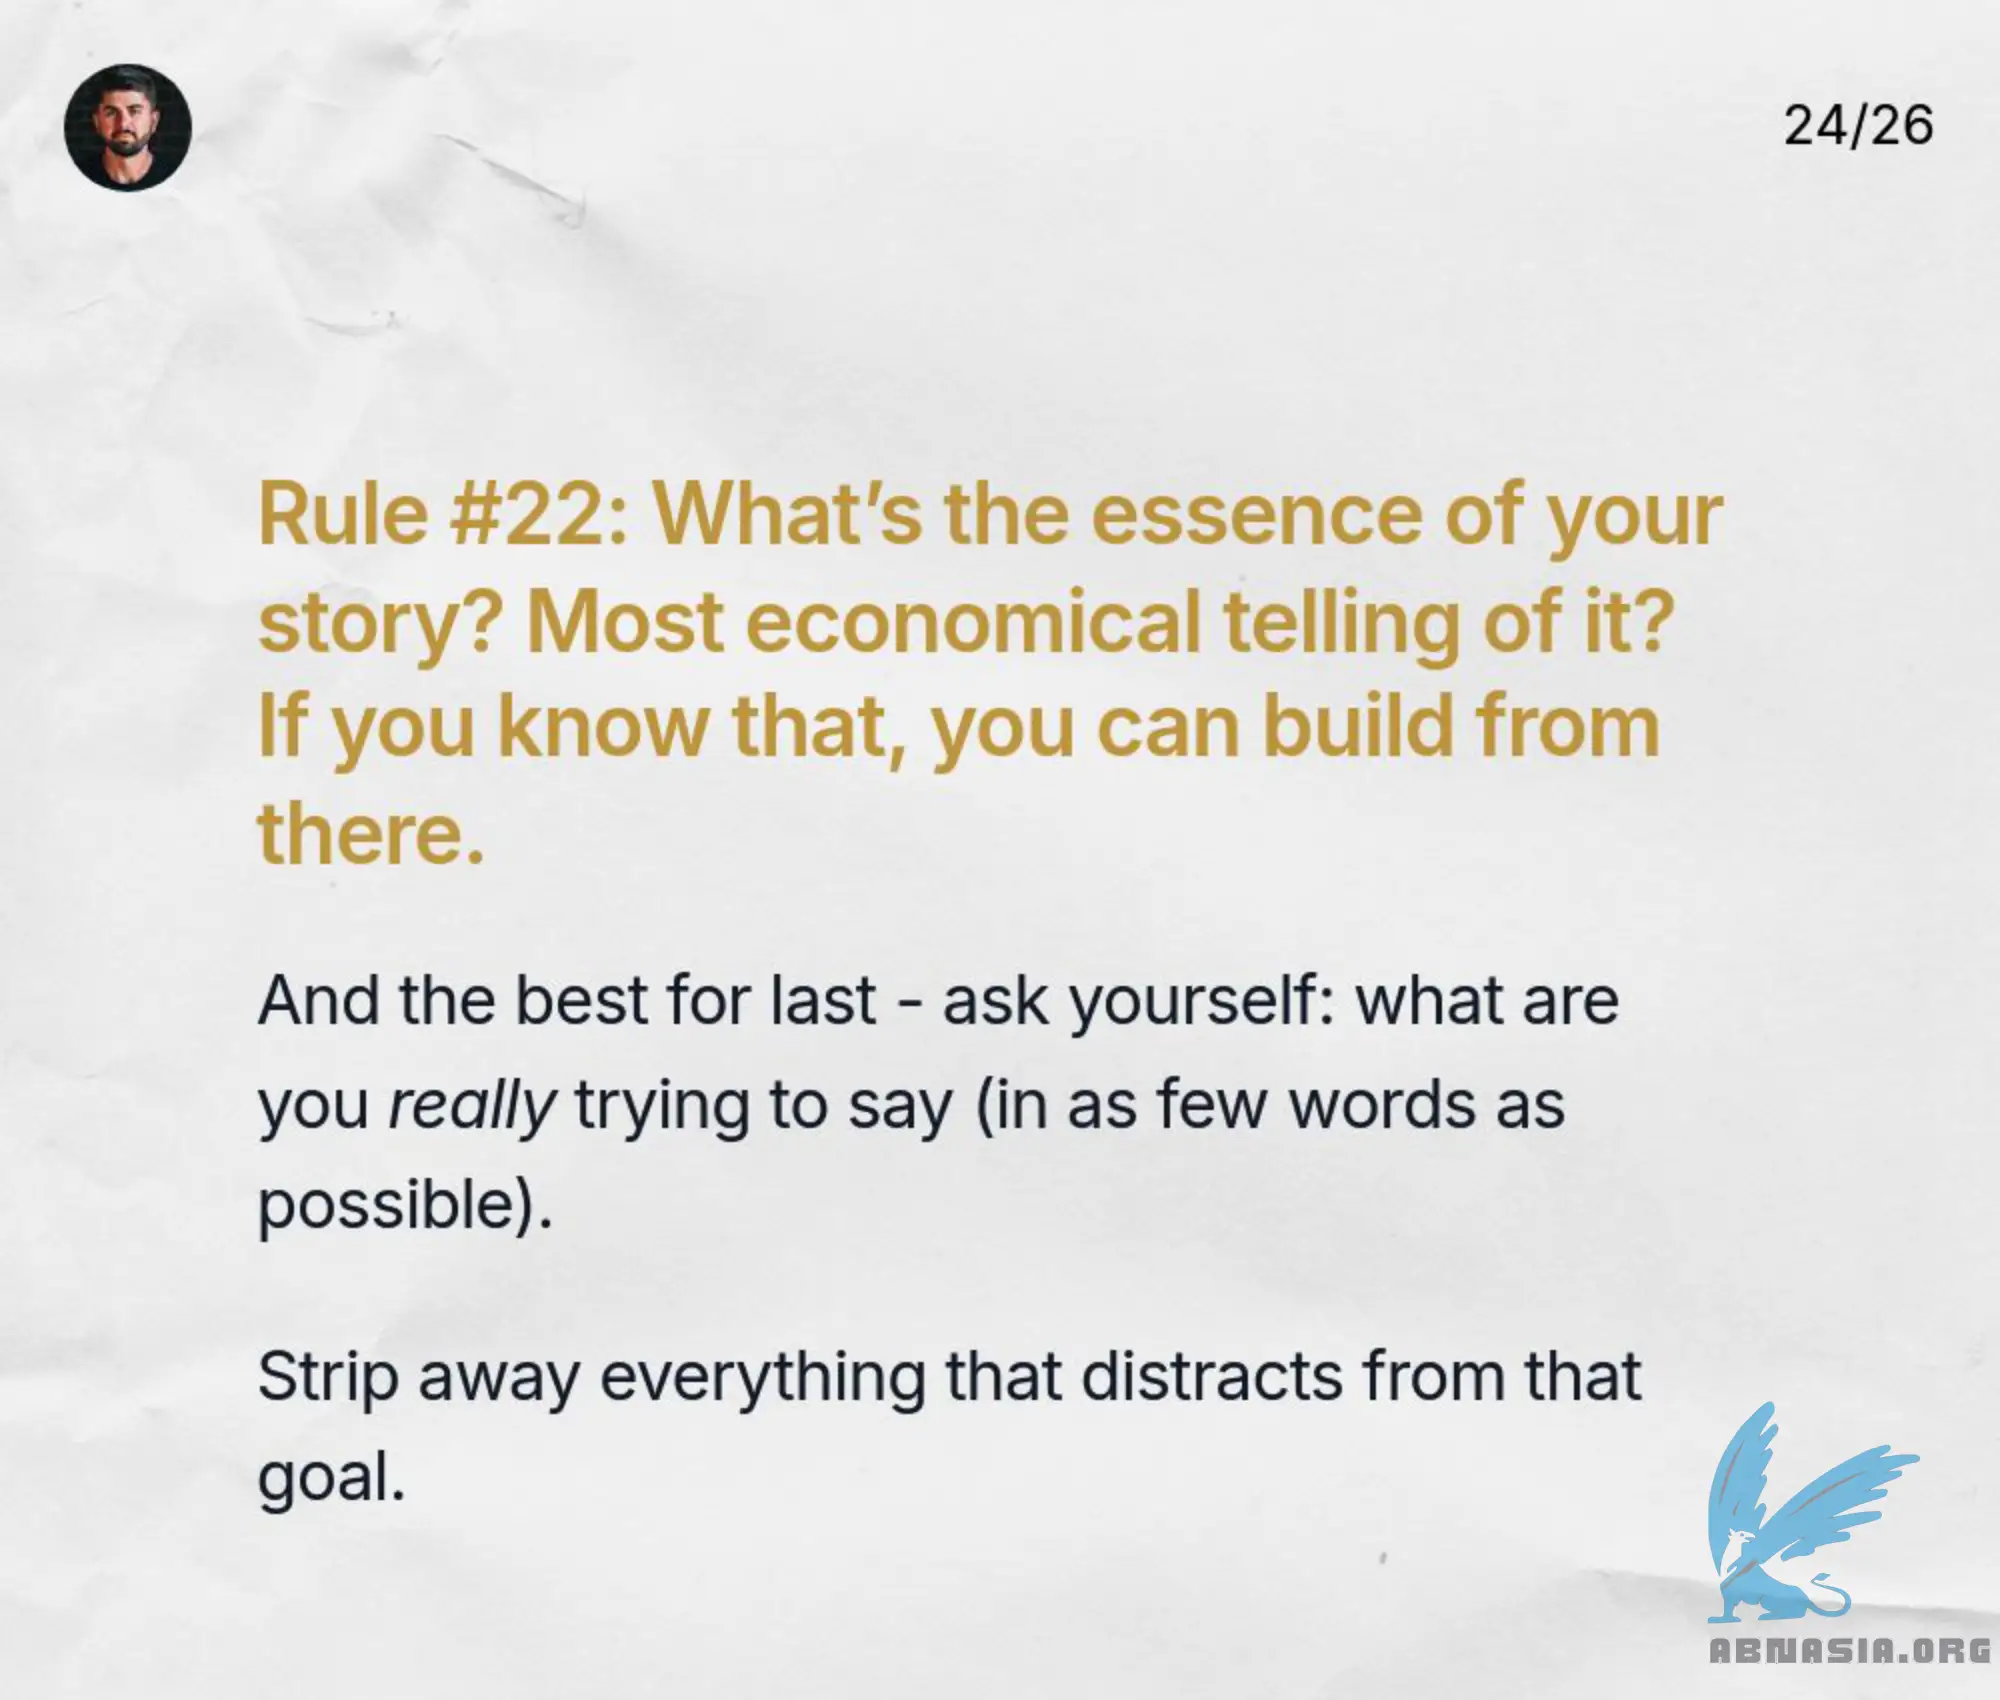 24/26
Rule #22: What’s the essence of your
story? Most economical telling of it?
If you know that, you can build from
there.
And the best for last - ask yourself: what are
you really trying to say (in as few words as
possible).
Strip away everything that distracts from that
goal.
ABNASIA.ORG